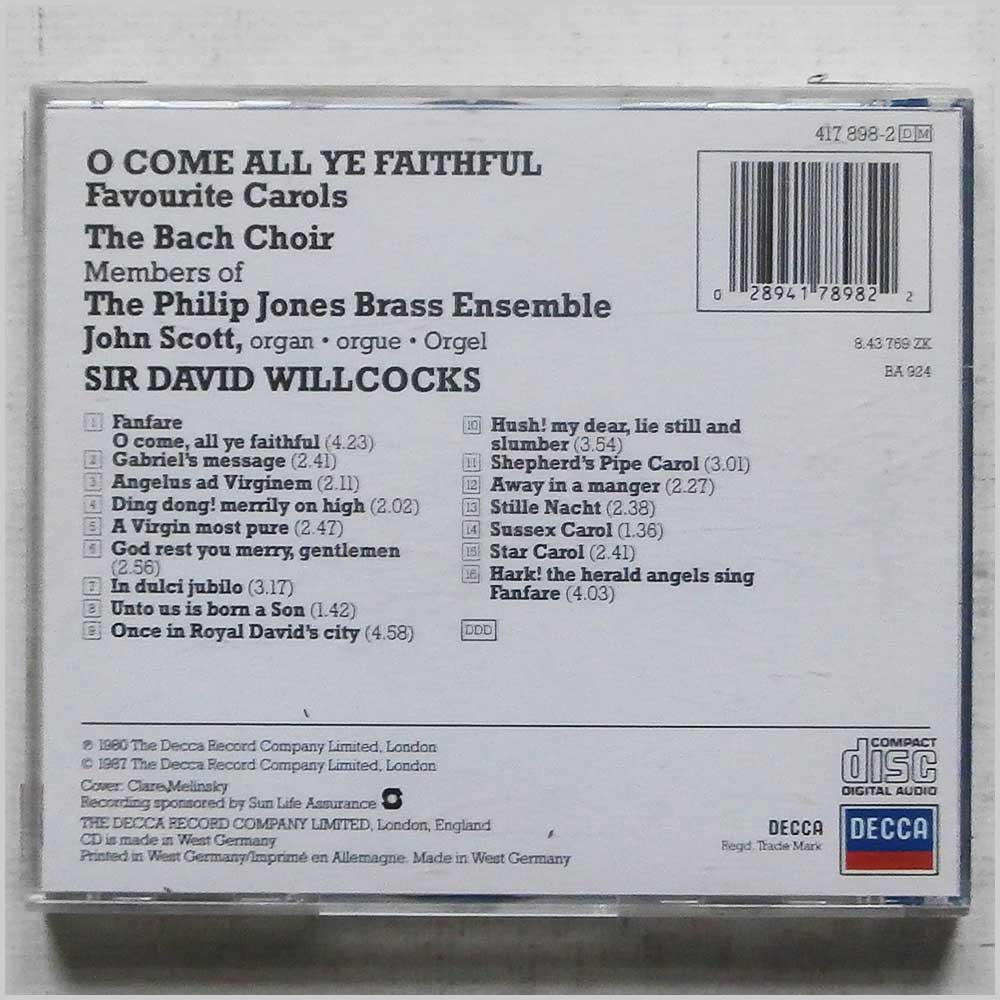 417 898-2 DM
O COME ALL YE FAITHFUL
Favourite Carols
The Bach Choir
Members of
The Philip Jones Brass Ensemble
John Scott, organ · orgue · Orgel
SIR DAVID WILLCOCKS
0 28941 78982 2
8.43 769 ZK
BA 924
1 Fanfare
O come, all ye faithful (4.23)
2 Gabriel's message (2.41)
3 Angelus ad Virginem (2.11)
4 Ding dong! merrily on high (2.02)
5 A Virgin most pure (2.47)
6 God rest you merry, gentlemen
(2.56)
7 In dulci jubilo (3.17)
8 Unto us is born a Son (1.42)
9 Once in Royal David's city (4.58)
10 Hush! my dear, lie still and
slumber (3.54)
11 Shepherd's Pipe Carol (3.01)
12 Away in a manger (2.27)
13 Stille Nacht (2.38)
14 Sussex Carol (1.36)
15 Star Carol (2.41)
16 Hark! the herald angels sing
Fanfare (4.03)
DDD
℗ 1980 The Decca Record Company Limited, London
© 1987 The Decca Record Company Limited, London
Cover: Clare Melinsky
Recording sponsored by Sun Life Assurance
THE DECCA RECORD COMPANY LIMITED, London, England
CD is made in West Germany
Printed in West Germany/Imprimé en Allemagne. Made in West Germany
COMPACT
disc
DIGITAL AUDIO
DECCA
Regd. Trade Mark
DECCA